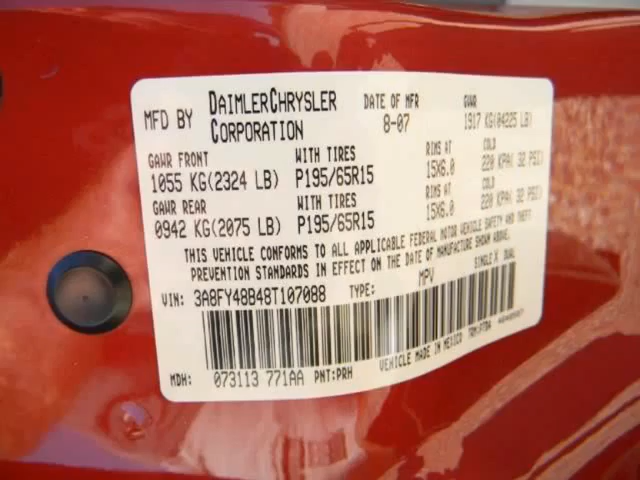 MFD BY DAIMLERCHRYSLER CORPORATION DATE OF MFR 8-07 GVWR 1917 KG(04225 LB)
GAWR FRONT WITH TIRES RIMS AT COLD
1055 KG(2324 LB) P195/65R15 15X6.0 220 KPA( 32 PSI)
GAWR REAR WITH TIRES RIMS AT COLD
0942 KG(2075 LB) P195/65R15 15X6.0 220 KPA( 32 PSI)
THIS VEHICLE CONFORMS TO ALL APPLICABLE FEDERAL MOTOR VEHICLE SAFETY AND THEFT
PREVENTION STANDARDS IN EFFECT ON THE DATE OF MANUFACTURE SHOWN ABOVE.
VIN: 3A8FY48B48T107088 TYPE: MPV SINGLE X DUAL
VEHICLE MADE IN MEXICO
MDH: 073113 771AA PNT:PRH